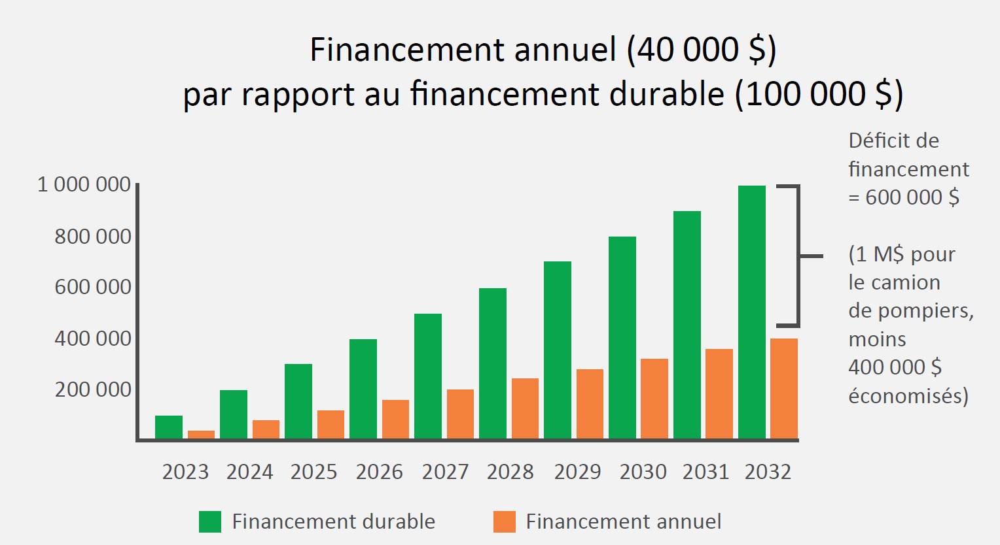 Financement annuel (40 000 $)
par rapport au financement durable (100 000 $)
Déficit de
financement
= 600 000 $
(1 M$ pour
le camion
de pompiers,
moins
400 000 $
économisés)
1 000 000
800 000
600 000
400 000
200 000
2023 2024 2025 2026 2027 2028 2029 2030 2031 2032
Financement durable Financement annuel